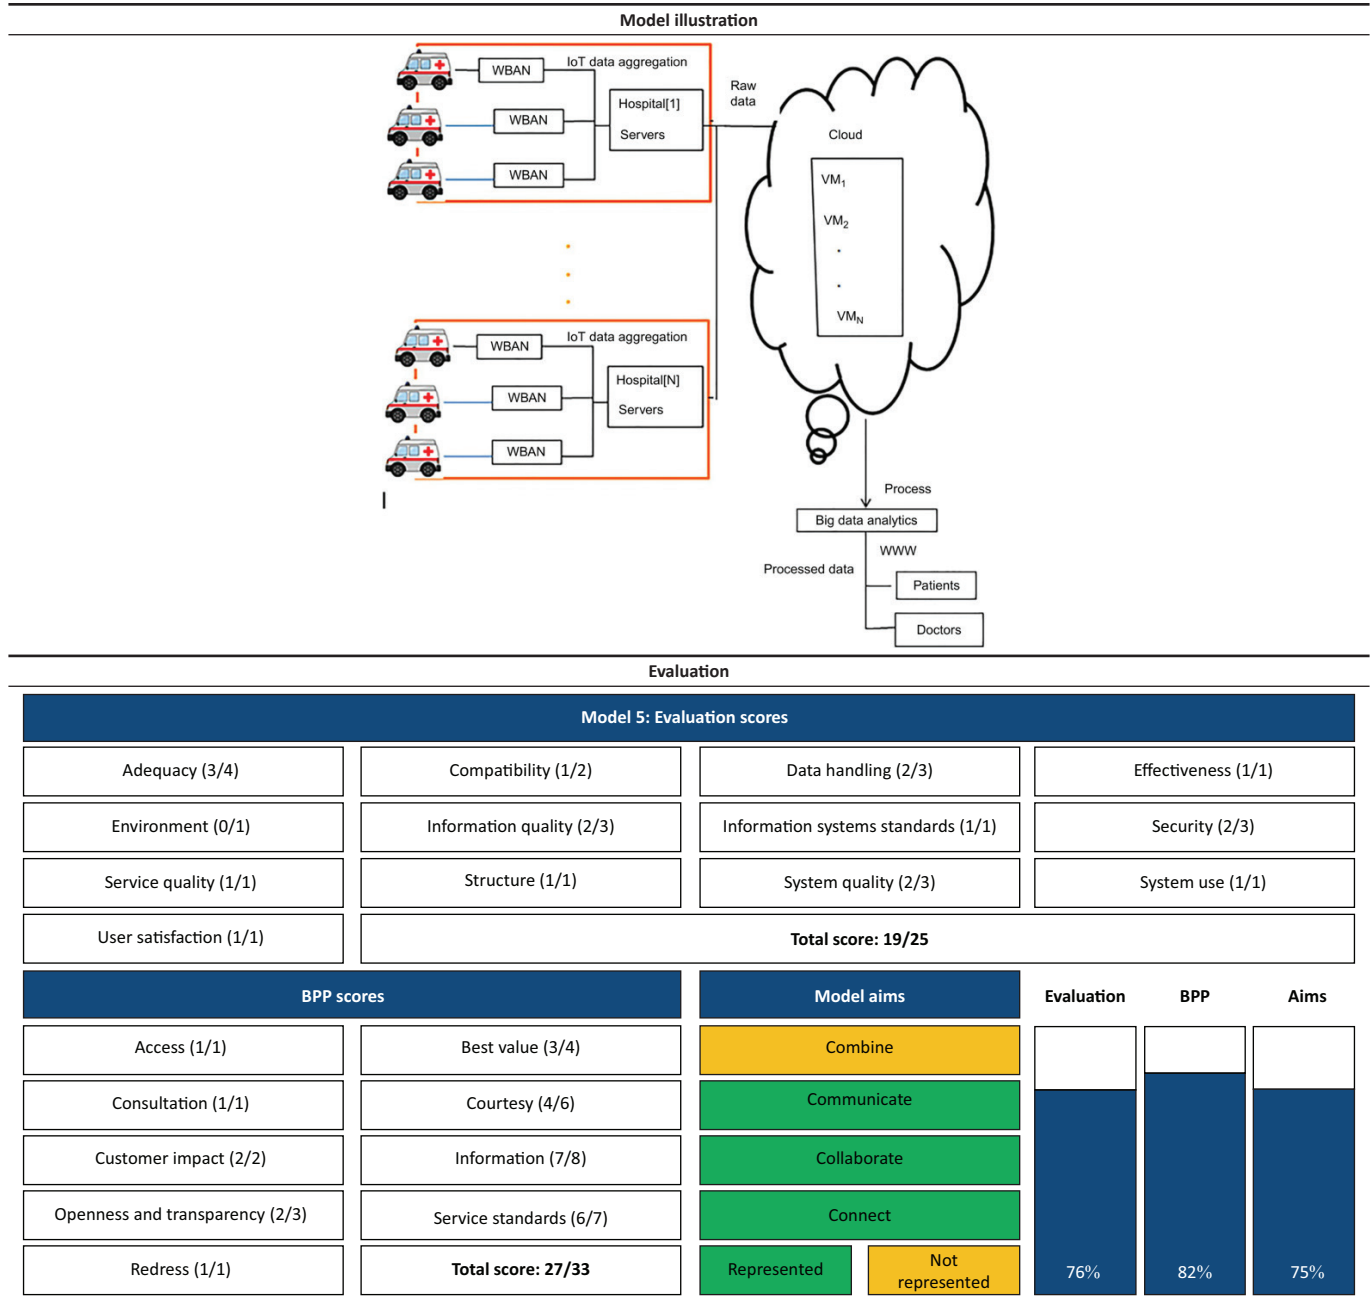 Model illustration
WBAN
IoT data aggregation
Hospital[1]
Servers
WBAN
WBAN
Raw
data
Cloud
VM1
VM2
.
.
VMN
.
.
.
WBAN
IoT data aggregation
Hospital[N]
Servers
WBAN
WBAN
Process
Big data analytics
WWW
Processed data
Patients
Doctors
Evaluation
Model 5: Evaluation scores
Adequacy (3/4)
Compatibility (1/2)
Data handling (2/3)
Effectiveness (1/1)
Environment (0/1)
Information quality (2/3)
Information systems standards (1/1)
Security (2/3)
Service quality (1/1)
Structure (1/1)
System quality (2/3)
System use (1/1)
User satisfaction (1/1)
Total score: 19/25
BPP scores
Model aims
Evaluation
BPP
Aims
Access (1/1)
Best value (3/4)
Combine
Consultation (1/1)
Courtesy (4/6)
Communicate
Customer impact (2/2)
Information (7/8)
Collaborate
Openness and transparency (2/3)
Service standards (6/7)
Connect
Redress (1/1)
Total score: 27/33
Represented
Not
represented
76%
82%
75%